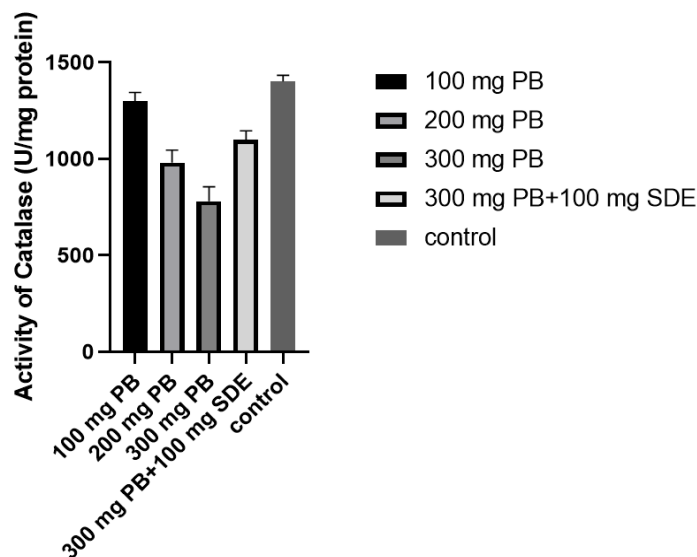 Activity of Catalase (U/mg protein)
1500
1000
500
0
100 mg PB
200 mg PB
300 mg PB
300 mg PB+100 mg SDE
control
100 mg PB
200 mg PB
300 mg PB
300 mg PB+100 mg SDE
control